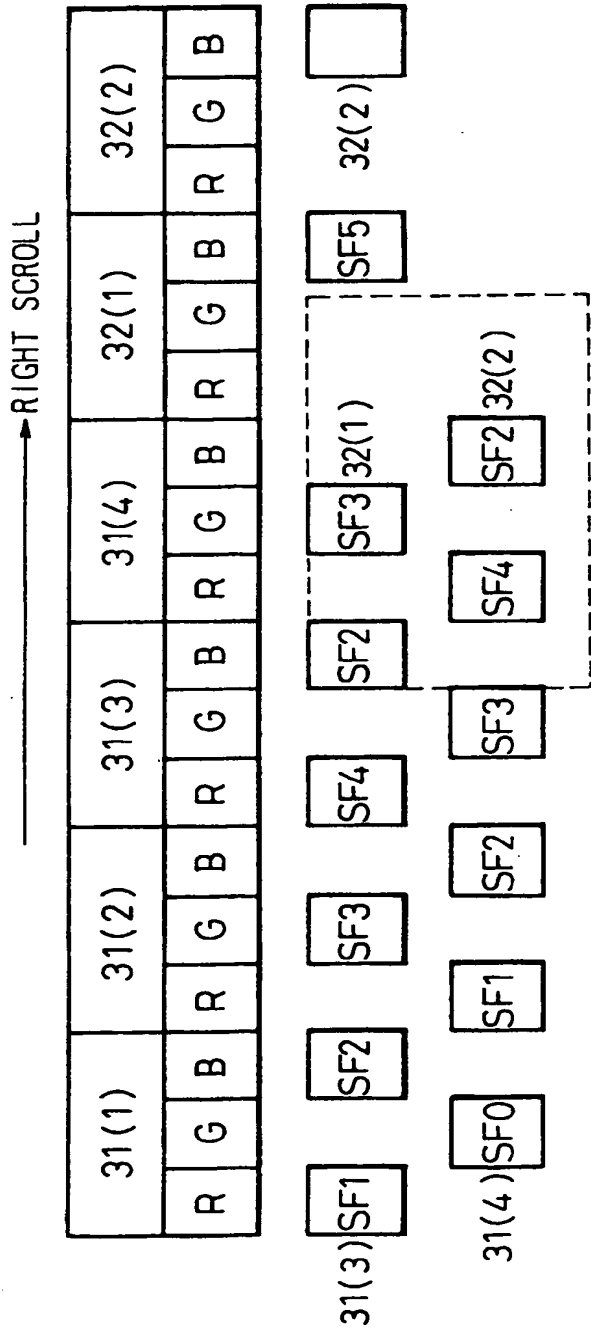 RIGHT SCROLL
31(1) 31(2) 31(3) 31(4) 32(1) 32(2)
R G B R G B R G B R G B R G B R G B
31(3) SF1 SF2 SF3 SF4 SF2 SF3 32(1) SF5 32(2)
31(4) SF0 SF1 SF2 SF3 SF4 SF2 32(2)